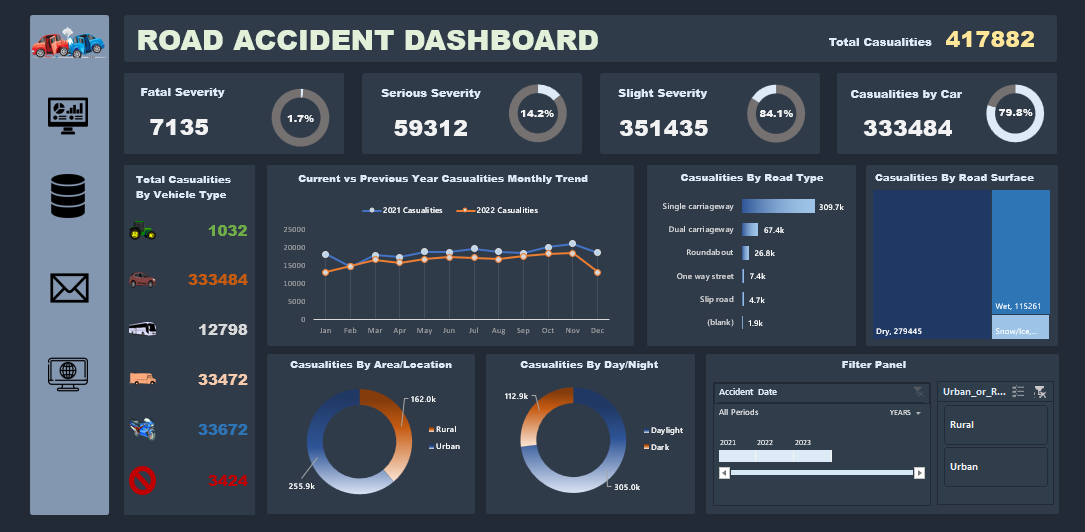 ROAD ACCIDENT DASHBOARD
Total Casualities 417882
Fatal Severity
7135
1.7%
Serious Severity
59312
14.2%
Slight Severity
351435
84.1%
Casualities by Car
333484
79.8%
Total Casualities
By Vehicle Type
1032
333484
12798
33472
33672
3424
Current vs Previous Year Casualities Monthly Trend
2021 Casualities 2022 Casualities
25000
20000
15000
10000
5000
0
Jan Feb Mar Apr May Jun Jul Aug Sep Oct Nov Dec
Casualities By Road Type
Single carriageway 309.7k
Dual carriageway 67.4k
Roundabout 26.8k
One way street 7.4k
Slip road 4.7k
(blank) 1.9k
Casualities By Road Surface
Dry, 279445
Wet, 115261
Snow/Ice,...
Casualities By Area/Location
162.0k
Rural
Urban
255.9k
Casualities By Day/Night
112.9k
Daylight
Dark
305.0k
Filter Panel
Accident Date
All Periods YEARS
2021 2022 2023
Urban_or_R...
Rural
Urban